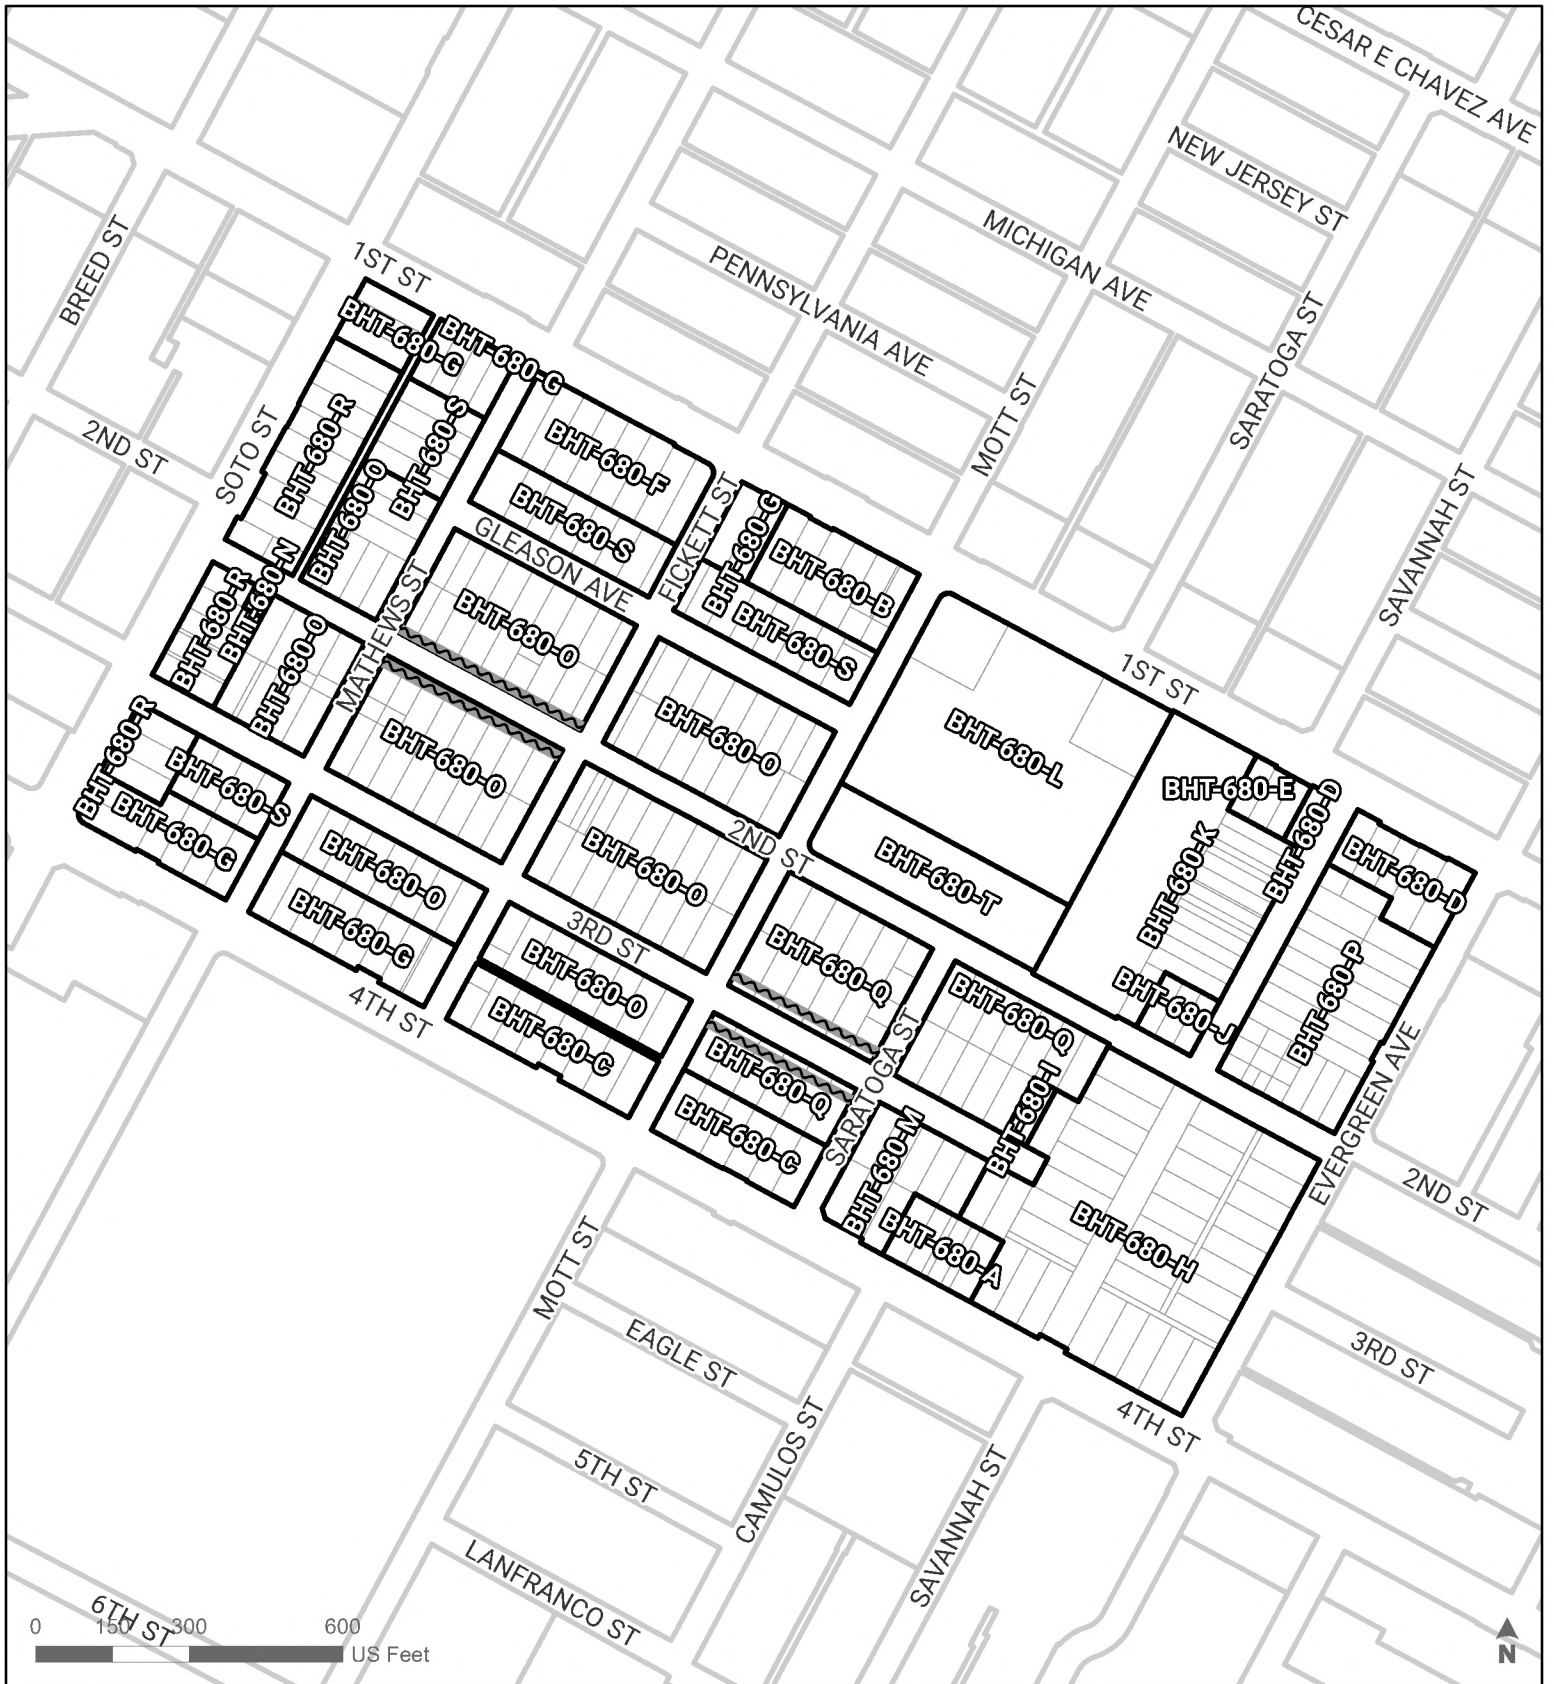 CESAR E CHAVEZ AVE
NEW JERSEY ST
MICHIGAN AVE
PENNSYLVANIA AVE
BREED ST
1ST ST
SARATOGA ST
MOTT ST
SOTO ST
2ND ST
SAVANNAH ST
BHT-680-G
BHT-680-G
BHT-680-R
BHT-680-S
BHT-680-F
BHT-680-S
BHT-680-O
BHT-680-N
GLEASON AVE
FICKETT ST
BHT-680-G
BHT-680-B
BHT-680-S
BHT-680-R
BHT-680-O
MATHEWS ST
BHT-680-O
BHT-680-O
BHT-680-O
1ST ST
BHT-680-L
BHT-680-E
BHT-680-D
BHT-680-D
BHT-680-K
BHT-680-R
BHT-680-S
BHT-680-G
2ND ST
BHT-680-O
BHT-680-T
BHT-680-O
BHT-680-G
3RD ST
BHT-680-O
BHT-680-Q
BHT-680-Q
BHT-680-J
BHT-680-P
4TH ST
BHT-680-C
BHT-680-Q
BHT-680-C
SARATOGA ST
BHT-680-I
BHT-680-M
EVERGREEN AVE
2ND ST
BHT-680-A
BHT-680-H
MOTT ST
EAGLE ST
3RD ST
4TH ST
5TH ST
CAMULOS ST
SAVANNAH ST
LANFRANCO ST
6TH ST
0 150 300 600
US Feet
N